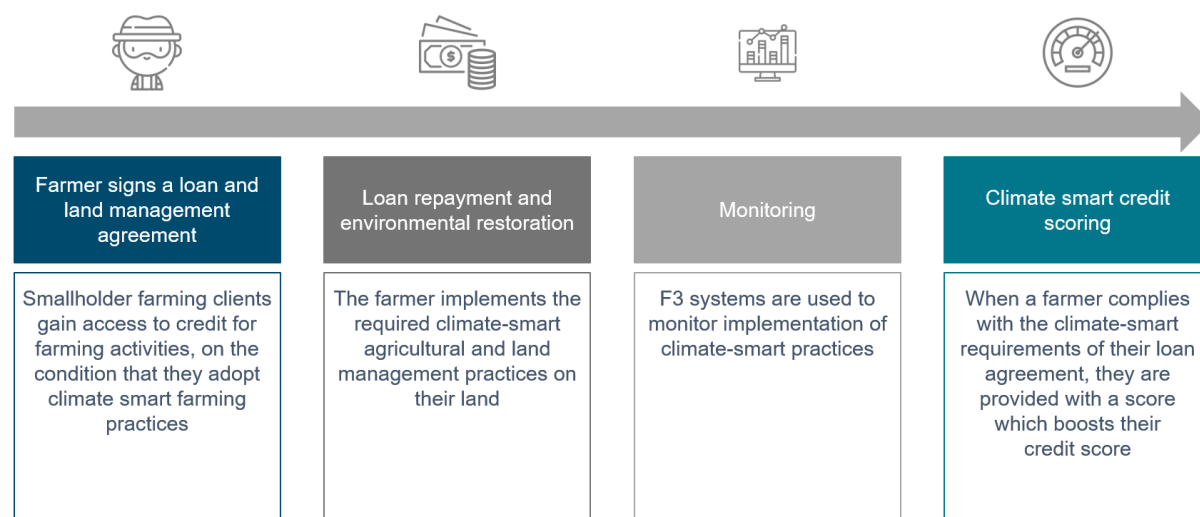 Farmer signs a loan and
land management
agreement
Smallholder farming clients
gain access to credit for
farming activities, on the
condition that they adopt
climate smart farming
practices
Loan repayment and
environmental restoration
The farmer implements the
required climate-smart
agricultural and land
management practices on
their land
Monitoring
F3 systems are used to
monitor implementation of
climate-smart practices
Climate smart credit
scoring
When a farmer complies
with the climate-smart
requirements of their loan
agreement, they are
provided with a score
which boosts their
credit score